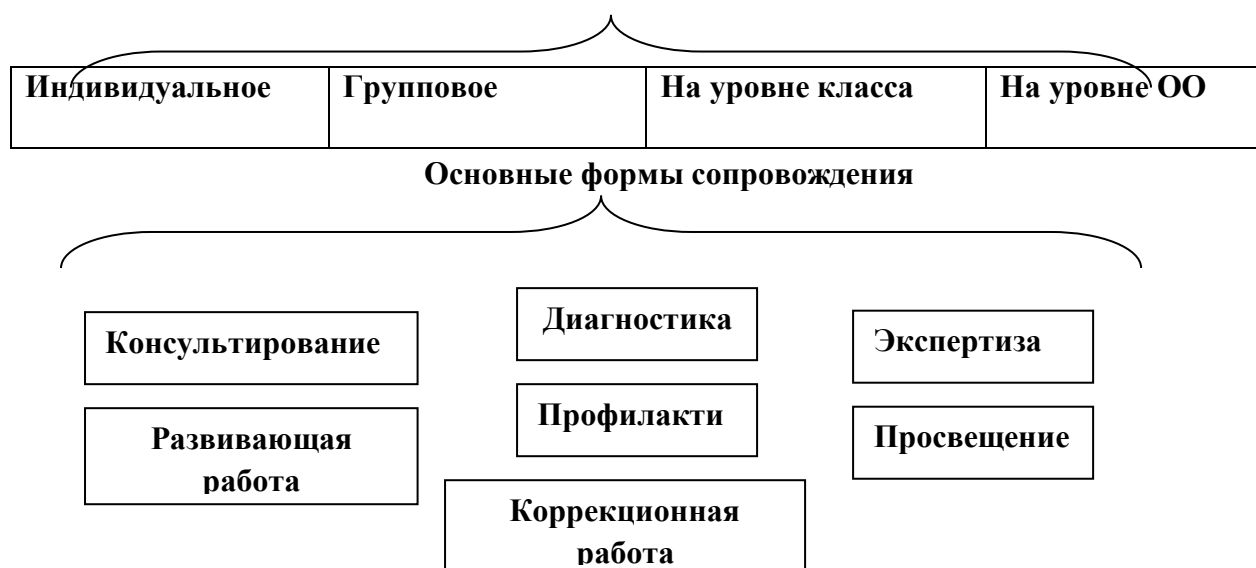 Индивидуальное Групповое На уровне класса На уровне ОО
Основные формы сопровождения
Консультирование
Диагностика
Экспертиза
Развивающая
работа
Профилакти
Просвещение
Коррекционная
работа